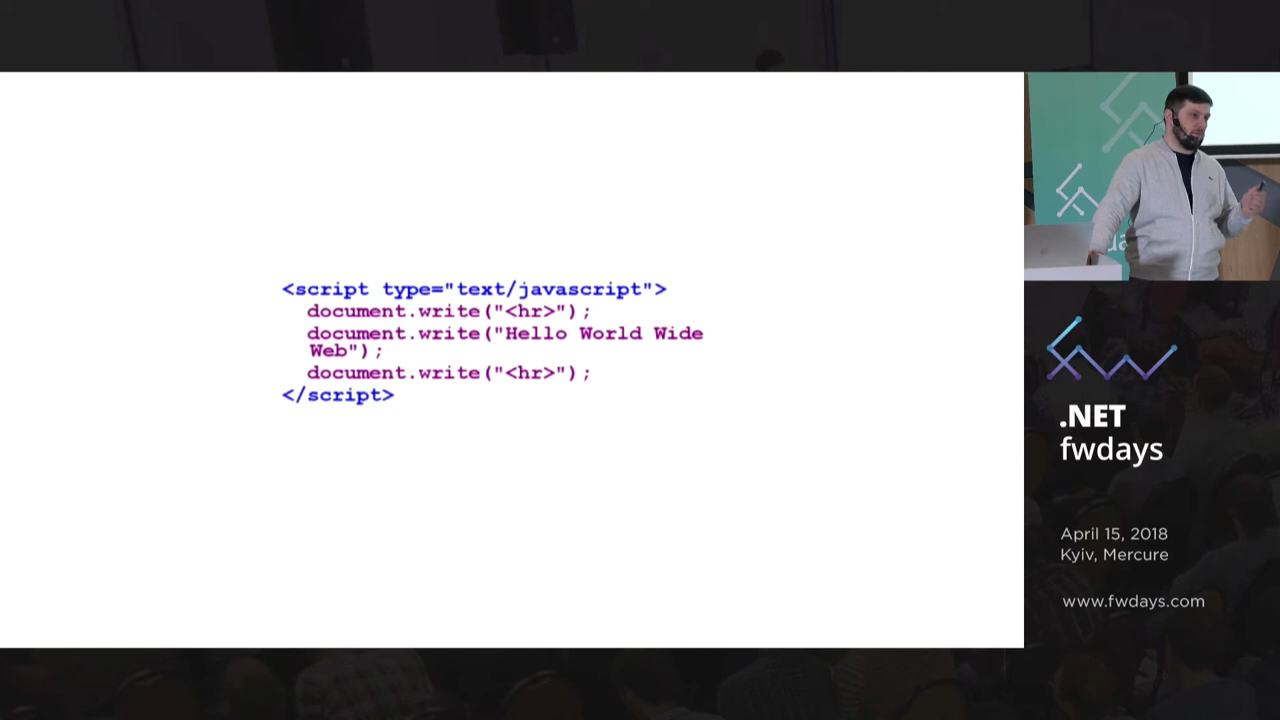 <script type="text/javascript">
document.write("<hr>");
document.write("Hello World Wide
Web");
document.write("<hr>");
</script>
.NET
fwdays
April 15, 2018
Kyiv, Mercure
www.fwdays.com